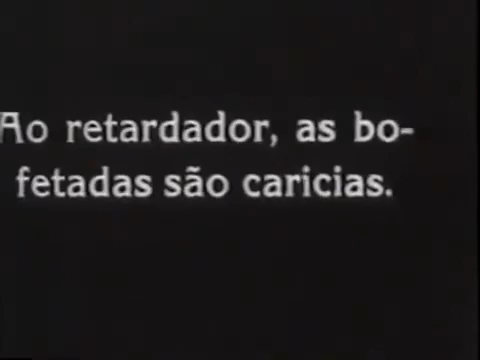 Ao retardador, as bo-
fetadas são caricias.